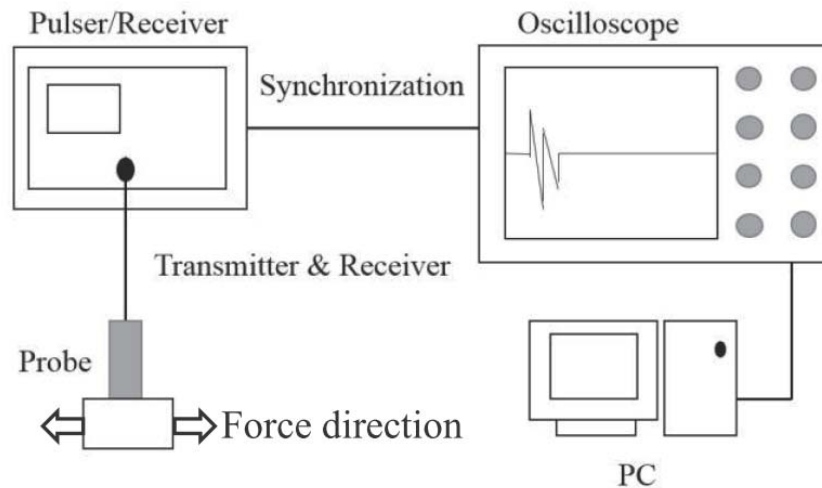 Pulser/Receiver
Oscilloscope
Synchronization
Transmitter & Receiver
Probe
Force direction
PC